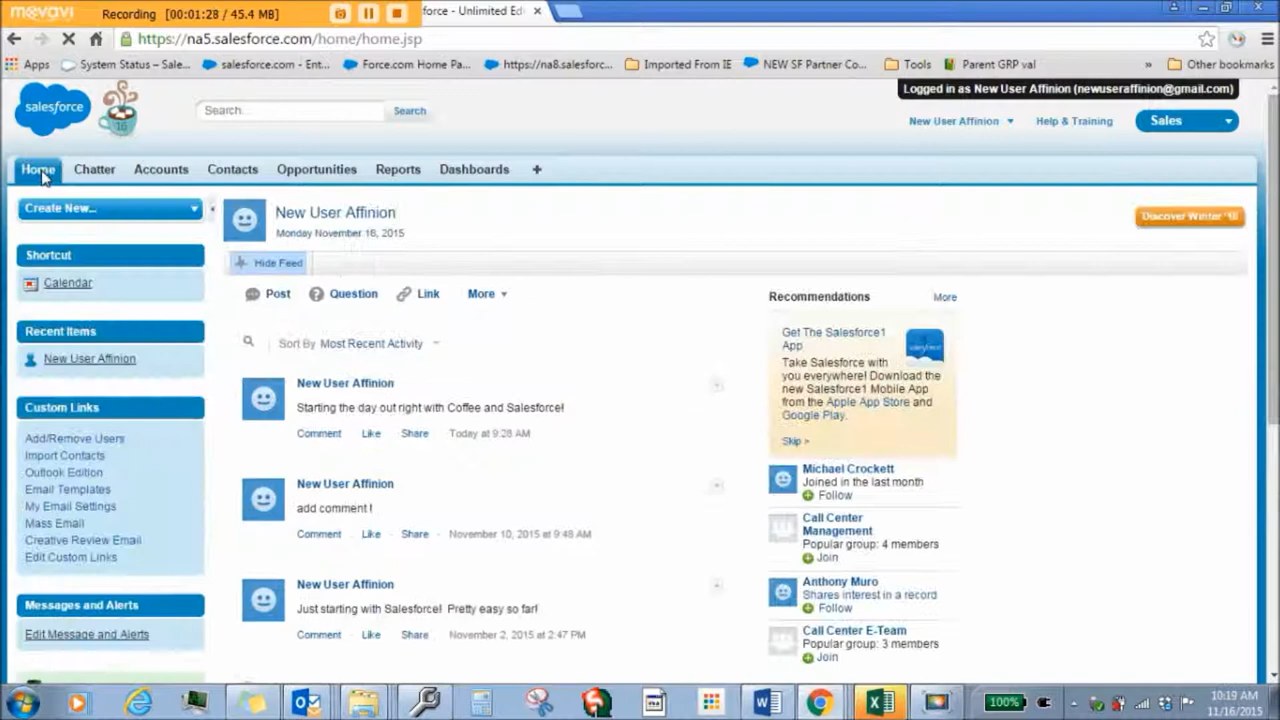 movavi
Recording (00:01:28 / 45.4 MB)
force - Unlimited Edi
https://na5.salesforce.com/home/home.jsp
Apps
System Status – Sale...
salesforce.com - Ent...
Force.com Home Pa...
https://na8.salesforc...
Imported From IE
NEW SF Partner Co...
Tools
Parent GRP val
»
Other bookmarks
salesforce
16
Search...
Search
Logged in as New User Affinion (newuseraffinion@gmail.com)
New User Affinion
Help & Training
Sales
Home
Chatter
Accounts
Contacts
Opportunities
Reports
Dashboards
+
Create New...
Shortcut
Calendar
Recent Items
New User Affinion
Custom Links
Add/Remove Users
Import Contacts
Outlook Edition
Email Templates
My Email Settings
Mass Email
Creative Review Email
Edit Custom Links
Messages and Alerts
Edit Message and Alerts
New User Affinion
Monday November 16, 2015
Discover Winter '16
Hide Feed
Post
Question
Link
More
Sort By Most Recent Activity
New User Affinion
Starting the day out right with Coffee and Salesforce!
Comment Like Share Today at 9:28 AM
New User Affinion
add comment !
Comment · Like · Share · November 10, 2015 at 9:48 AM
New User Affinion
Just starting with Salesforce! Pretty easy so far!
Comment Like Share November 2, 2015 at 2:47 PM
Recommendations
More
Get The Salesforce1
App
Take Salesforce with
you everywhere! Download the
new Salesforce1 Mobile App
from the Apple App Store and
Google Play.
Skip >
salesforce
Michael Crockett
Joined in the last month
Follow
Call Center
Management
Popular group: 4 members
Join
Anthony Muro
Shares interest in a record
Follow
Call Center E-Team
Popular group: 3 members
Join
100%
10:19 AM
11/16/2015